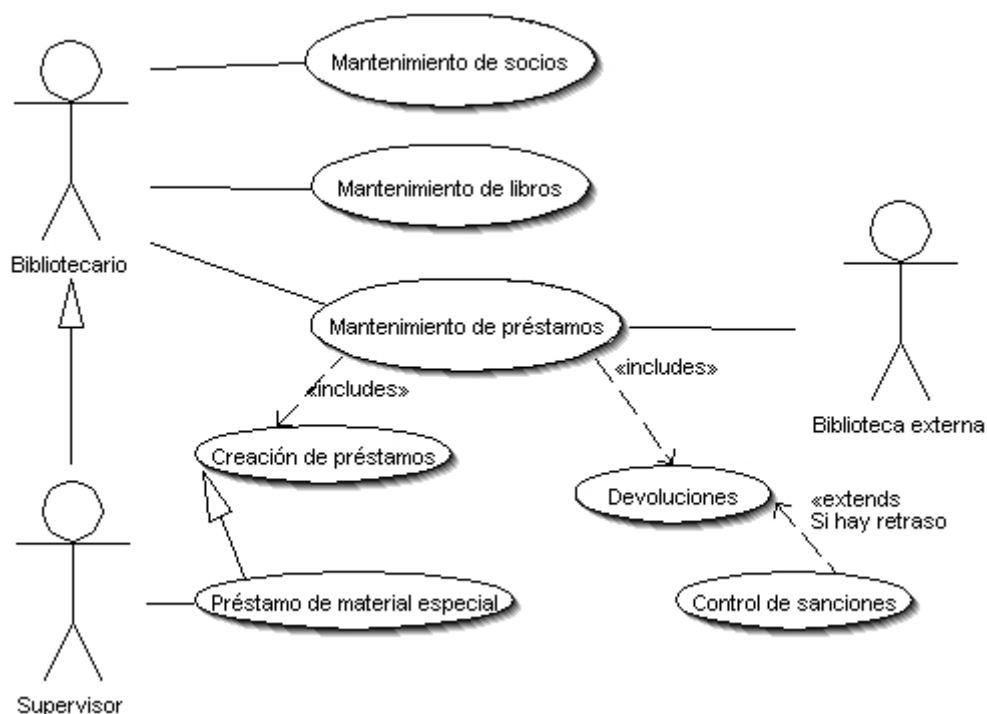 Mantenimiento de socios
Mantenimiento de libros
Bibliotecario
Mantenimiento de préstamos
«includes»
«includes»
Biblioteca externa
Creación de préstamos
Devoluciones
«extends
Si hay retraso
Préstamo de material especial
Control de sanciones
Supervisor